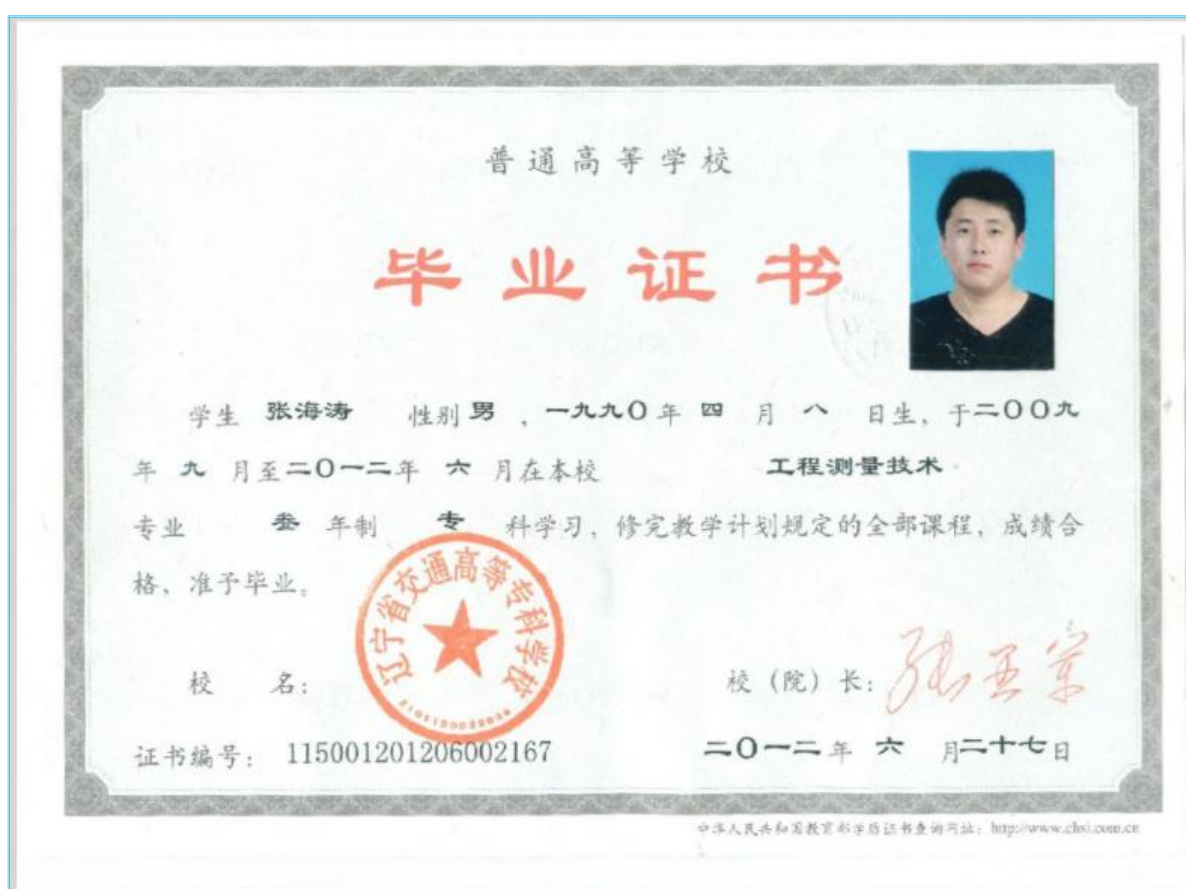 普通高等学校
毕业证书
学生 张海涛 性别 男 、一九九〇年 四 月 八 日生，于二〇〇九
年 九 月至二〇一二年 六 月在本校 工程测量技术
专业 叁 年制 专 科学习，修完教学计划规定的全部课程，成绩合
格，准予毕业。
辽宁省交通高等专科学校
校 名：
校（院）长：
证书编号：115001201206002167
二〇一二年 六 月二十七日
中华人民共和国教育部学历证书查询网址：http://www.chsi.com.cn